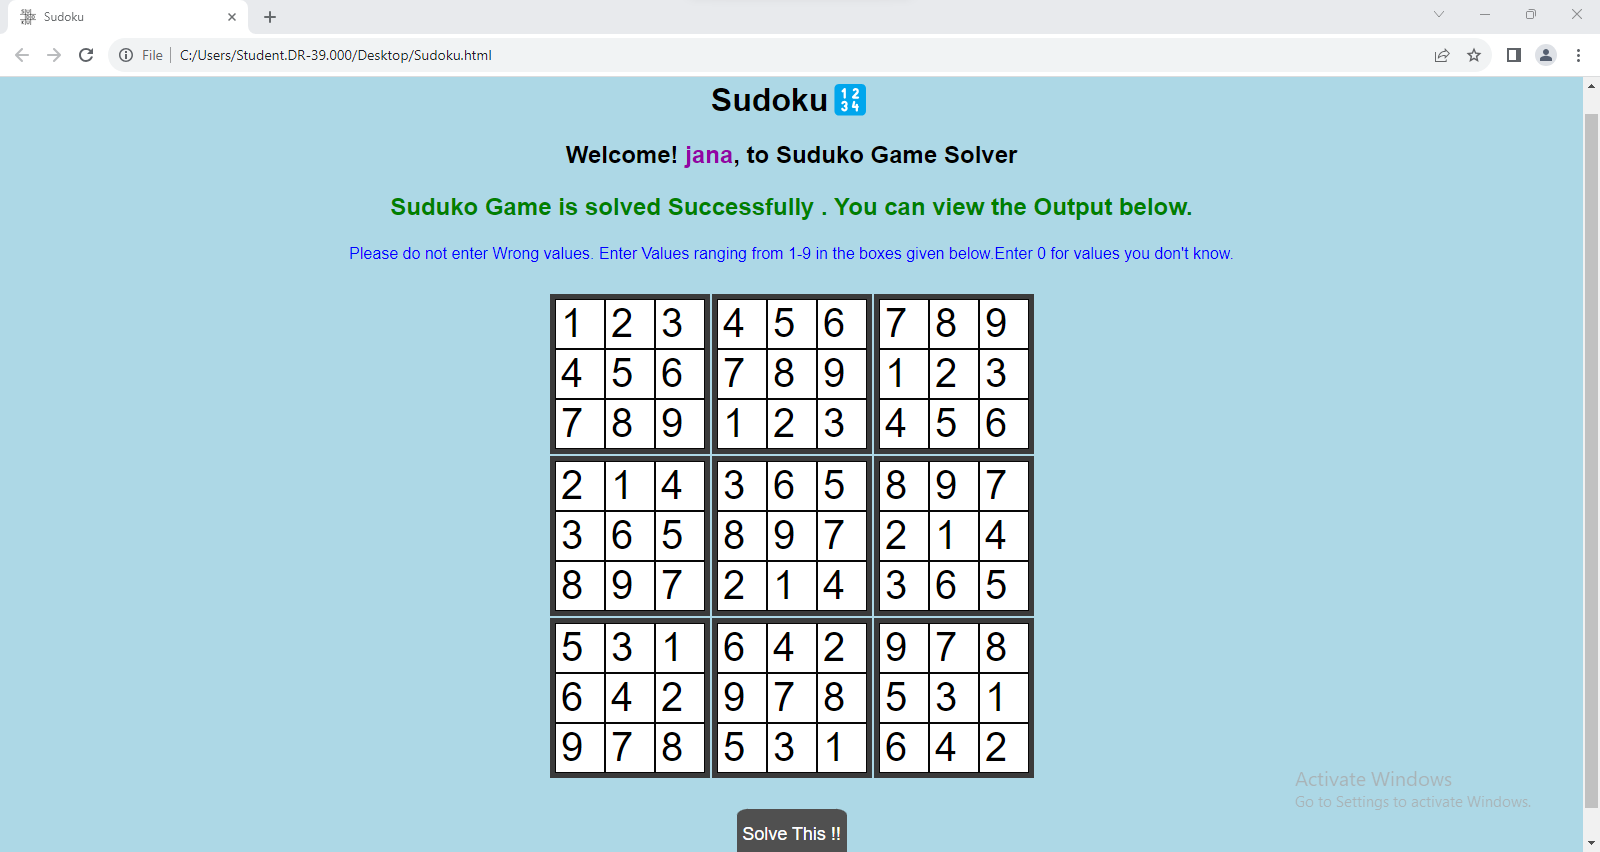 Sudoku
File C:/Users/Student.DR-39.000/Desktop/Sudoku.html
Sudoku 🔢
Welcome! jana, to Suduko Game Solver
Suduko Game is solved Successfully . You can view the Output below.
Please do not enter Wrong values. Enter Values ranging from 1-9 in the boxes given below.Enter 0 for values you don't know.
1 2 3 4 5 6 7 8 9
4 5 6 7 8 9 1 2 3
7 8 9 1 2 3 4 5 6
2 1 4 3 6 5 8 9 7
3 6 5 8 9 7 2 1 4
8 9 7 2 1 4 3 6 5
5 3 1 6 4 2 9 7 8
6 4 2 9 7 8 5 3 1
9 7 8 5 3 1 6 4 2
Activate Windows
Go to Settings to activate Windows.
Solve This !!